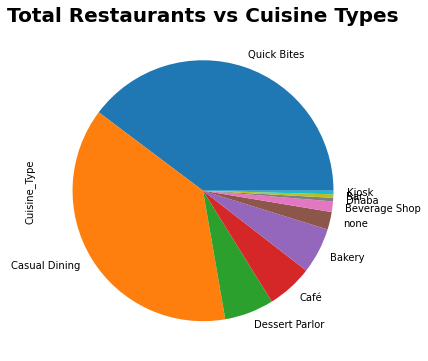 Total Restaurants vs Cuisine Types
Quick Bites
Kiosk
Dhaba
Beverage Shop
none
Bakery
Café
Dessert Parlor
Casual Dining
Cuisine_Type